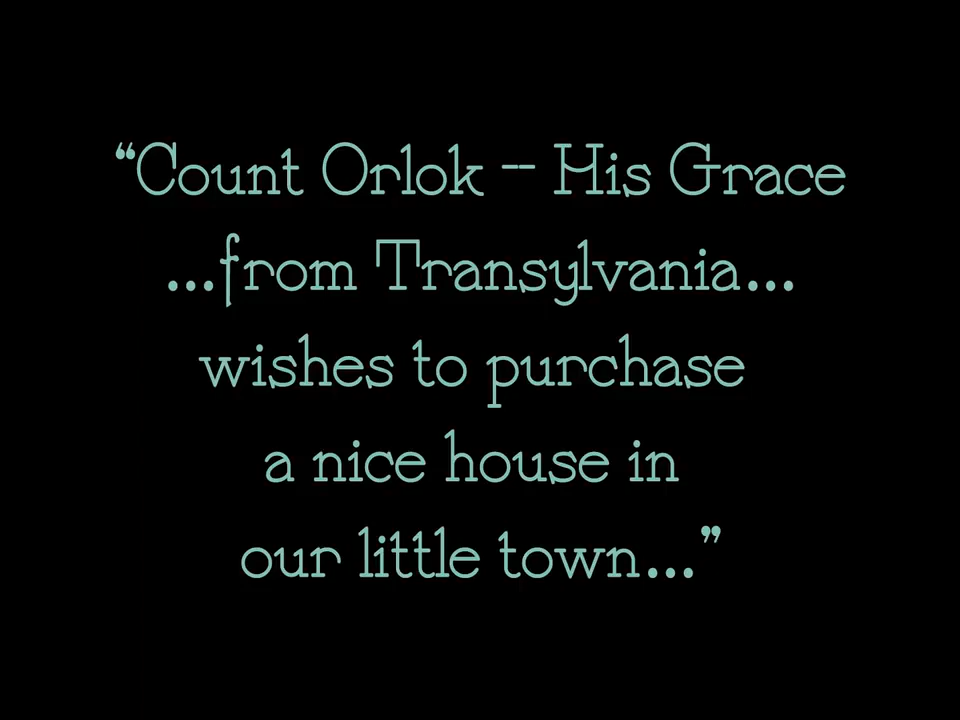 “Count Orlok -- His Grace
...from Transylvania...
wishes to purchase
a nice house in
our little town...”